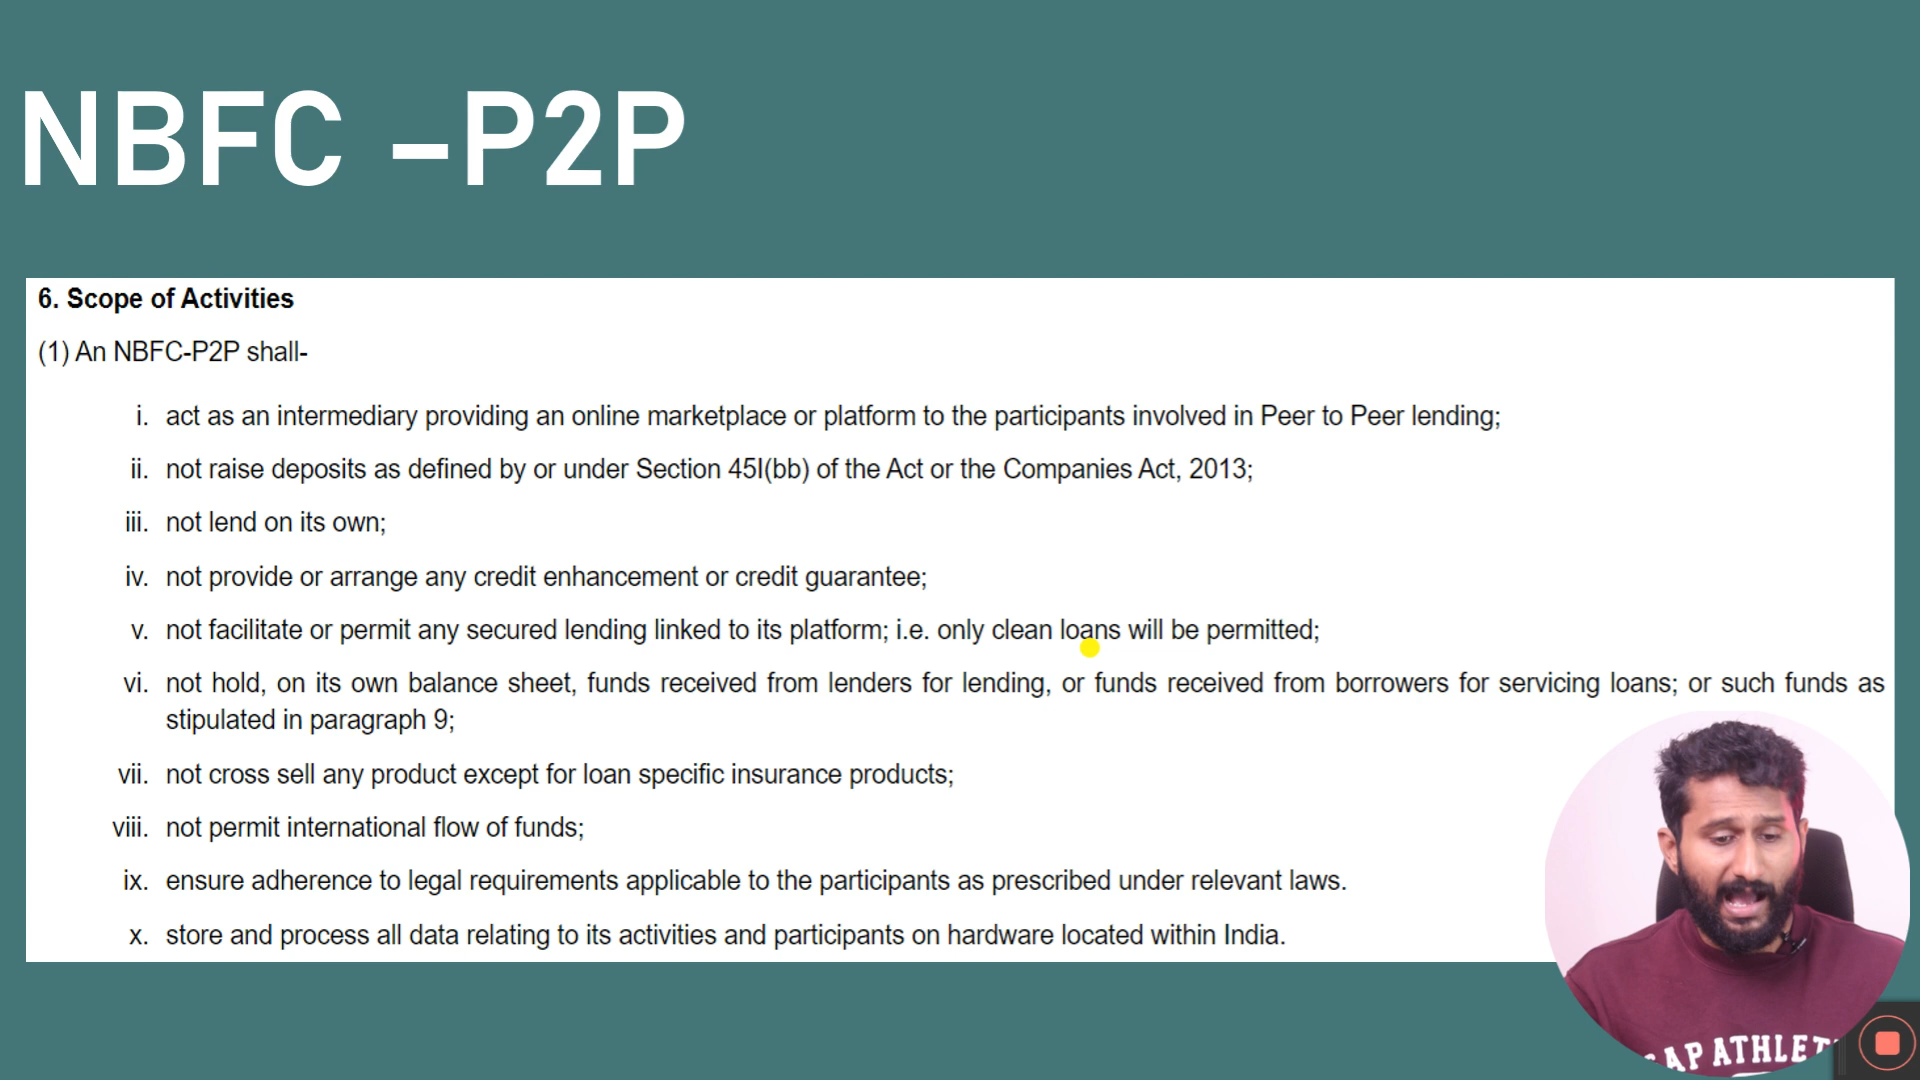 NBFC –P2P
6. Scope of Activities
(1) An NBFC-P2P shall-
i. act as an intermediary providing an online marketplace or platform to the participants involved in Peer to Peer lending;
ii. not raise deposits as defined by or under Section 45I(bb) of the Act or the Companies Act, 2013;
iii. not lend on its own;
iv. not provide or arrange any credit enhancement or credit guarantee;
v. not facilitate or permit any secured lending linked to its platform; i.e. only clean loans will be permitted;
vi. not hold, on its own balance sheet, funds received from lenders for lending, or funds received from borrowers for servicing loans; or such funds as
stipulated in paragraph 9;
vii. not cross sell any product except for loan specific insurance products;
viii. not permit international flow of funds;
ix. ensure adherence to legal requirements applicable to the participants as prescribed under relevant laws.
x. store and process all data relating to its activities and participants on hardware located within India.